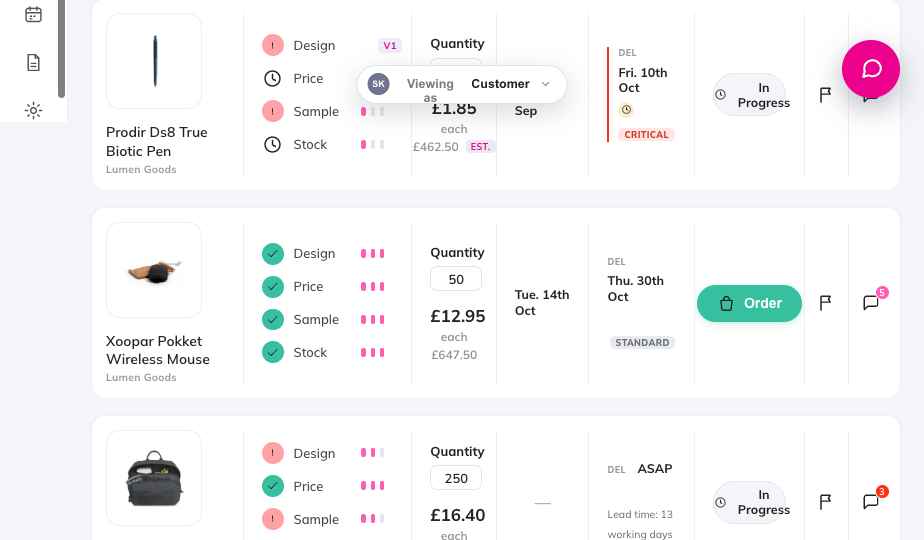 Design
V1
Price
Sample
Stock
Prodir Ds8 True
Biotic Pen
Lumen Goods
Quantity
SK
Viewing
as
Customer
£1.85
each
£462.50 EST.
Sep
DEL
Fri. 10th
Oct
CRITICAL
In
Progress
Design
Price
Sample
Stock
Xoopar Pokket
Wireless Mouse
Lumen Goods
Quantity
50
£12.95
each
£647.50
Tue. 14th
Oct
DEL
Thu. 30th
Oct
STANDARD
Order
5
Design
Price
Sample
Quantity
250
£16.40
each
—
DEL ASAP
Lead time: 13
working days
In
Progress
3